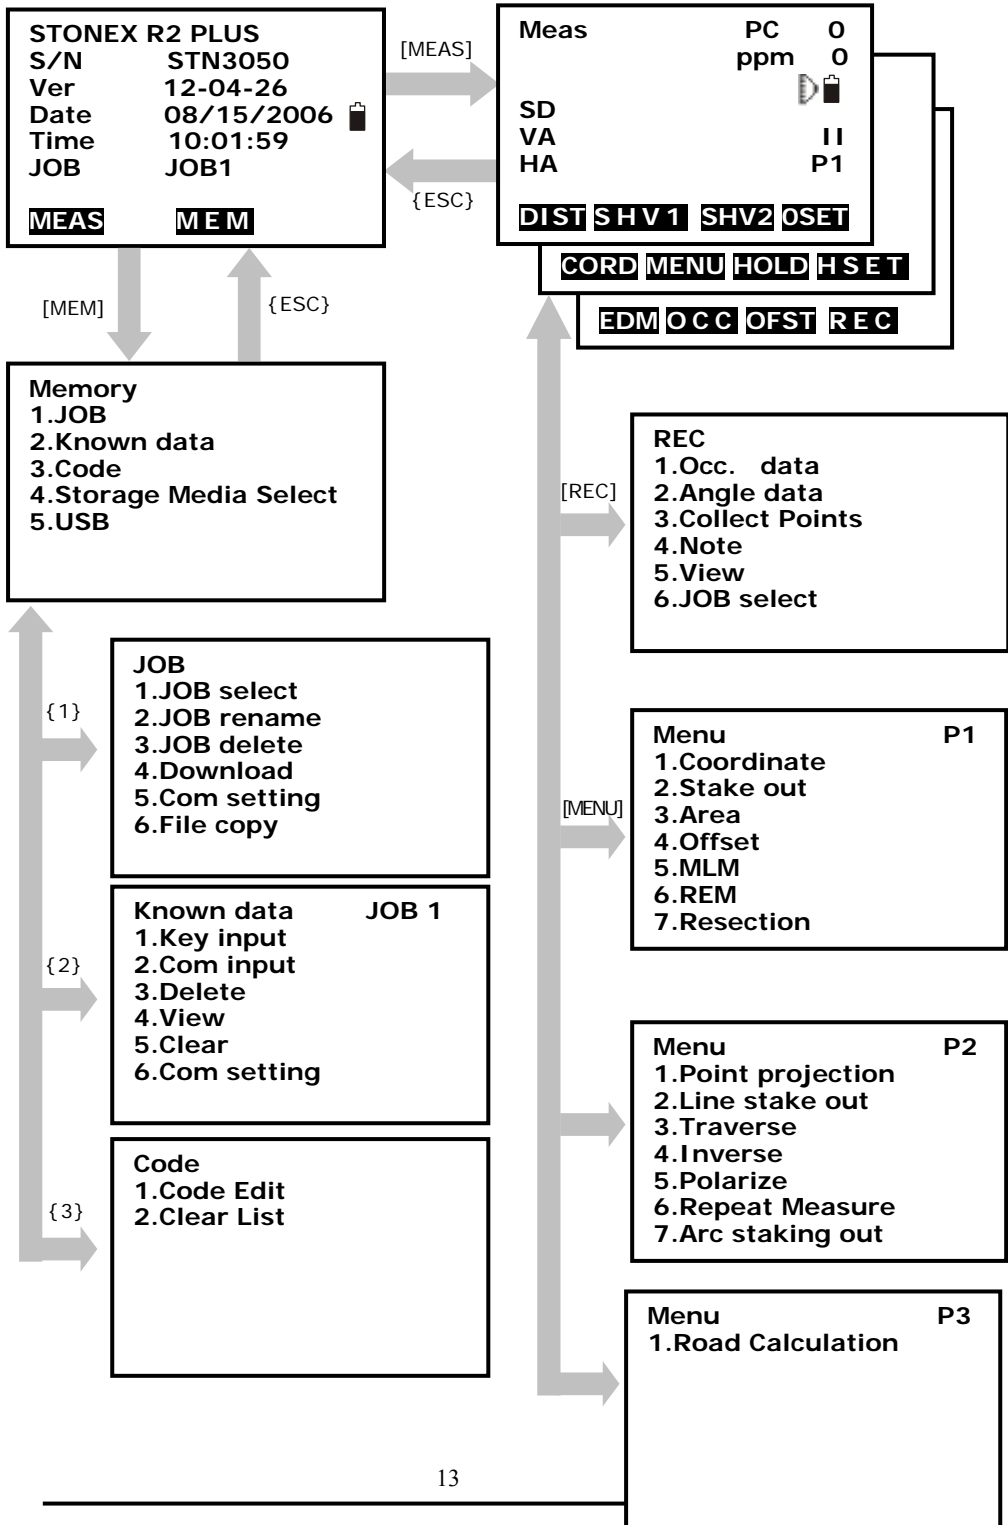 STONEX R2 PLUS
S/N STN3050
Ver 12-04-26
Date 08/15/2006
Time 10:01:59
JOB JOB1
MEAS MEM
[MEAS]
{ESC}
Meas PC 0
ppm 0
SD
VA II
HA P1
DIST SHV1 SHV2 0SET
CORD MENU HOLD HSET
EDM OCC OFST REC
[MEM]
{ESC}
Memory
1.JOB
2.Known data
3.Code
4.Storage Media Select
5.USB
[REC]
REC
1.Occ. data
2.Angle data
3.Collect Points
4.Note
5.View
6.JOB select
{1}
JOB
1.JOB select
2.JOB rename
3.JOB delete
4.Download
5.Com setting
6.File copy
[MENU]
Menu P1
1.Coordinate
2.Stake out
3.Area
4.Offset
5.MLM
6.REM
7.Resection
{2}
Known data JOB 1
1.Key input
2.Com input
3.Delete
4.View
5.Clear
6.Com setting
Menu P2
1.Point projection
2.Line stake out
3.Traverse
4.Inverse
5.Polarize
6.Repeat Measure
7.Arc staking out
{3}
Code
1.Code Edit
2.Clear List
Menu P3
1.Road Calculation
13